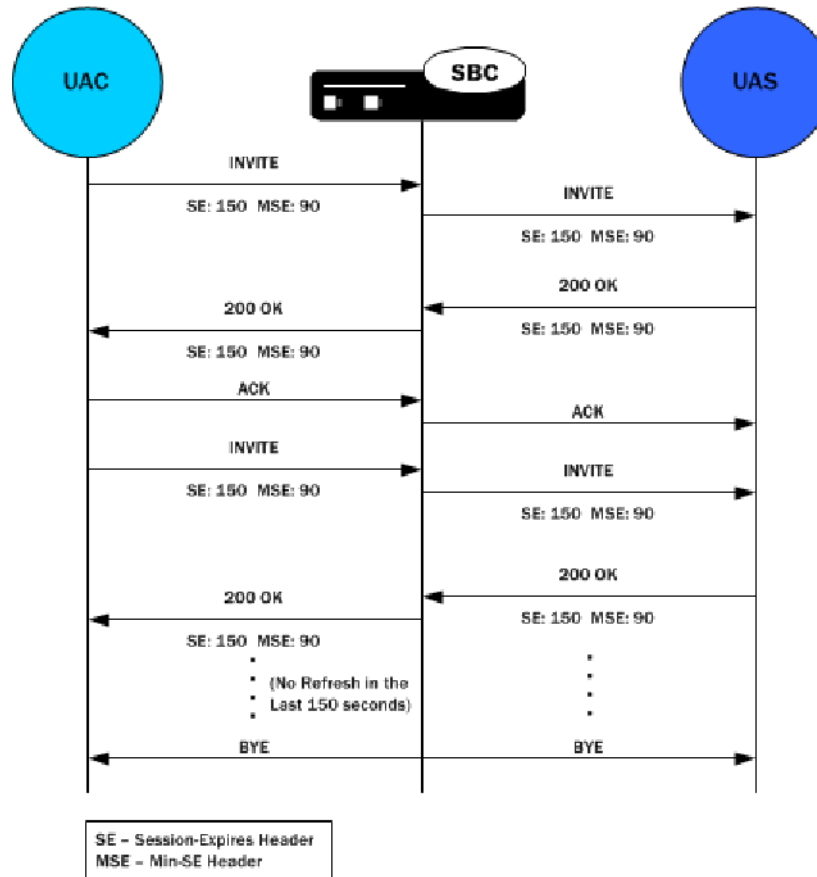 UAC
SBC
UAS
INVITE
SE: 150 MSE: 90
INVITE
SE: 150 MSE: 90
200 OK
SE: 150 MSE: 90
200 OK
SE: 150 MSE: 90
ACK
ACK
INVITE
SE: 150 MSE: 90
INVITE
SE: 150 MSE: 90
200 OK
SE: 150 MSE: 90
200 OK
SE: 150 MSE: 90
(No Refresh in the
Last 150 seconds)
BYE
BYE
SE – Session-Expires Header
MSE – Min-SE Header